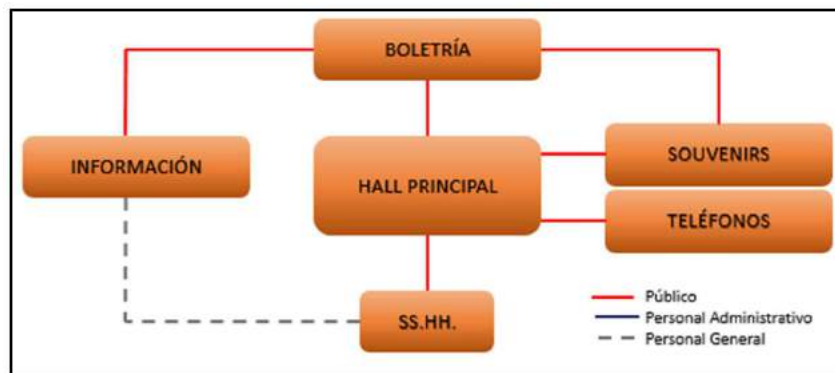 BOLETRÍA
INFORMACIÓN
HALL PRINCIPAL
SOUVENIRS
TELÉFONOS
SS.HH.
Público
Personal Administrativo
Personal General